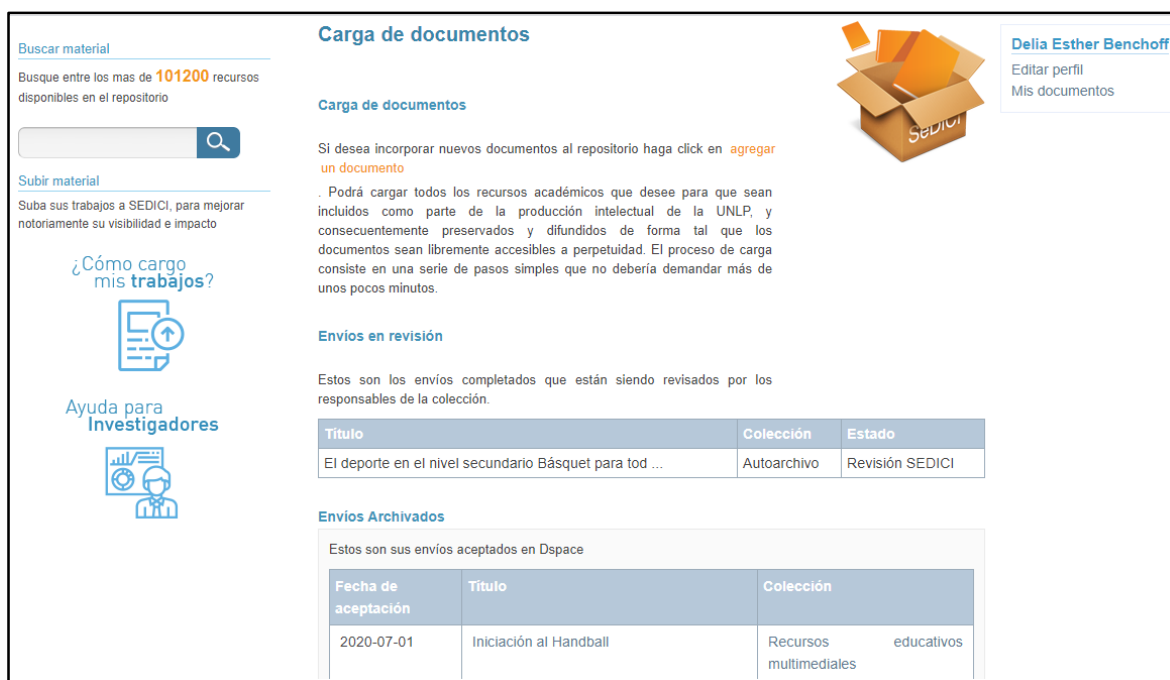 Buscar material
Busque entre los mas de 101200 recursos
disponibles en el repositorio
Subir material
Suba sus trabajos a SEDICI, para mejorar
notoriamente su visibilidad e impacto
¿Cómo cargo
mis trabajos?
Ayuda para
Investigadores
Carga de documentos
Carga de documentos
Si desea incorporar nuevos documentos al repositorio haga click en agregar
un documento
. Podrá cargar todos los recursos académicos que desee para que sean
incluidos como parte de la producción intelectual de la UNLP, y
consecuentemente preservados y difundidos de forma tal que los
documentos sean libremente accesibles a perpetuidad. El proceso de carga
consiste en una serie de pasos simples que no debería demandar más de
unos pocos minutos.
Envíos en revisión
Estos son los envíos completados que están siendo revisados por los
responsables de la colección.
Título Colección Estado
El deporte en el nivel secundario Básquet para tod ... Autoarchivo Revisión SEDICI
Envíos Archivados
Estos son sus envíos aceptados en Dspace
Fecha de
aceptación
Título
Colección
2020-07-01
Iniciación al Handball
Recursos educativos
multimediales
SeDICI
Delia Esther Benchoff
Editar perfil
Mis documentos